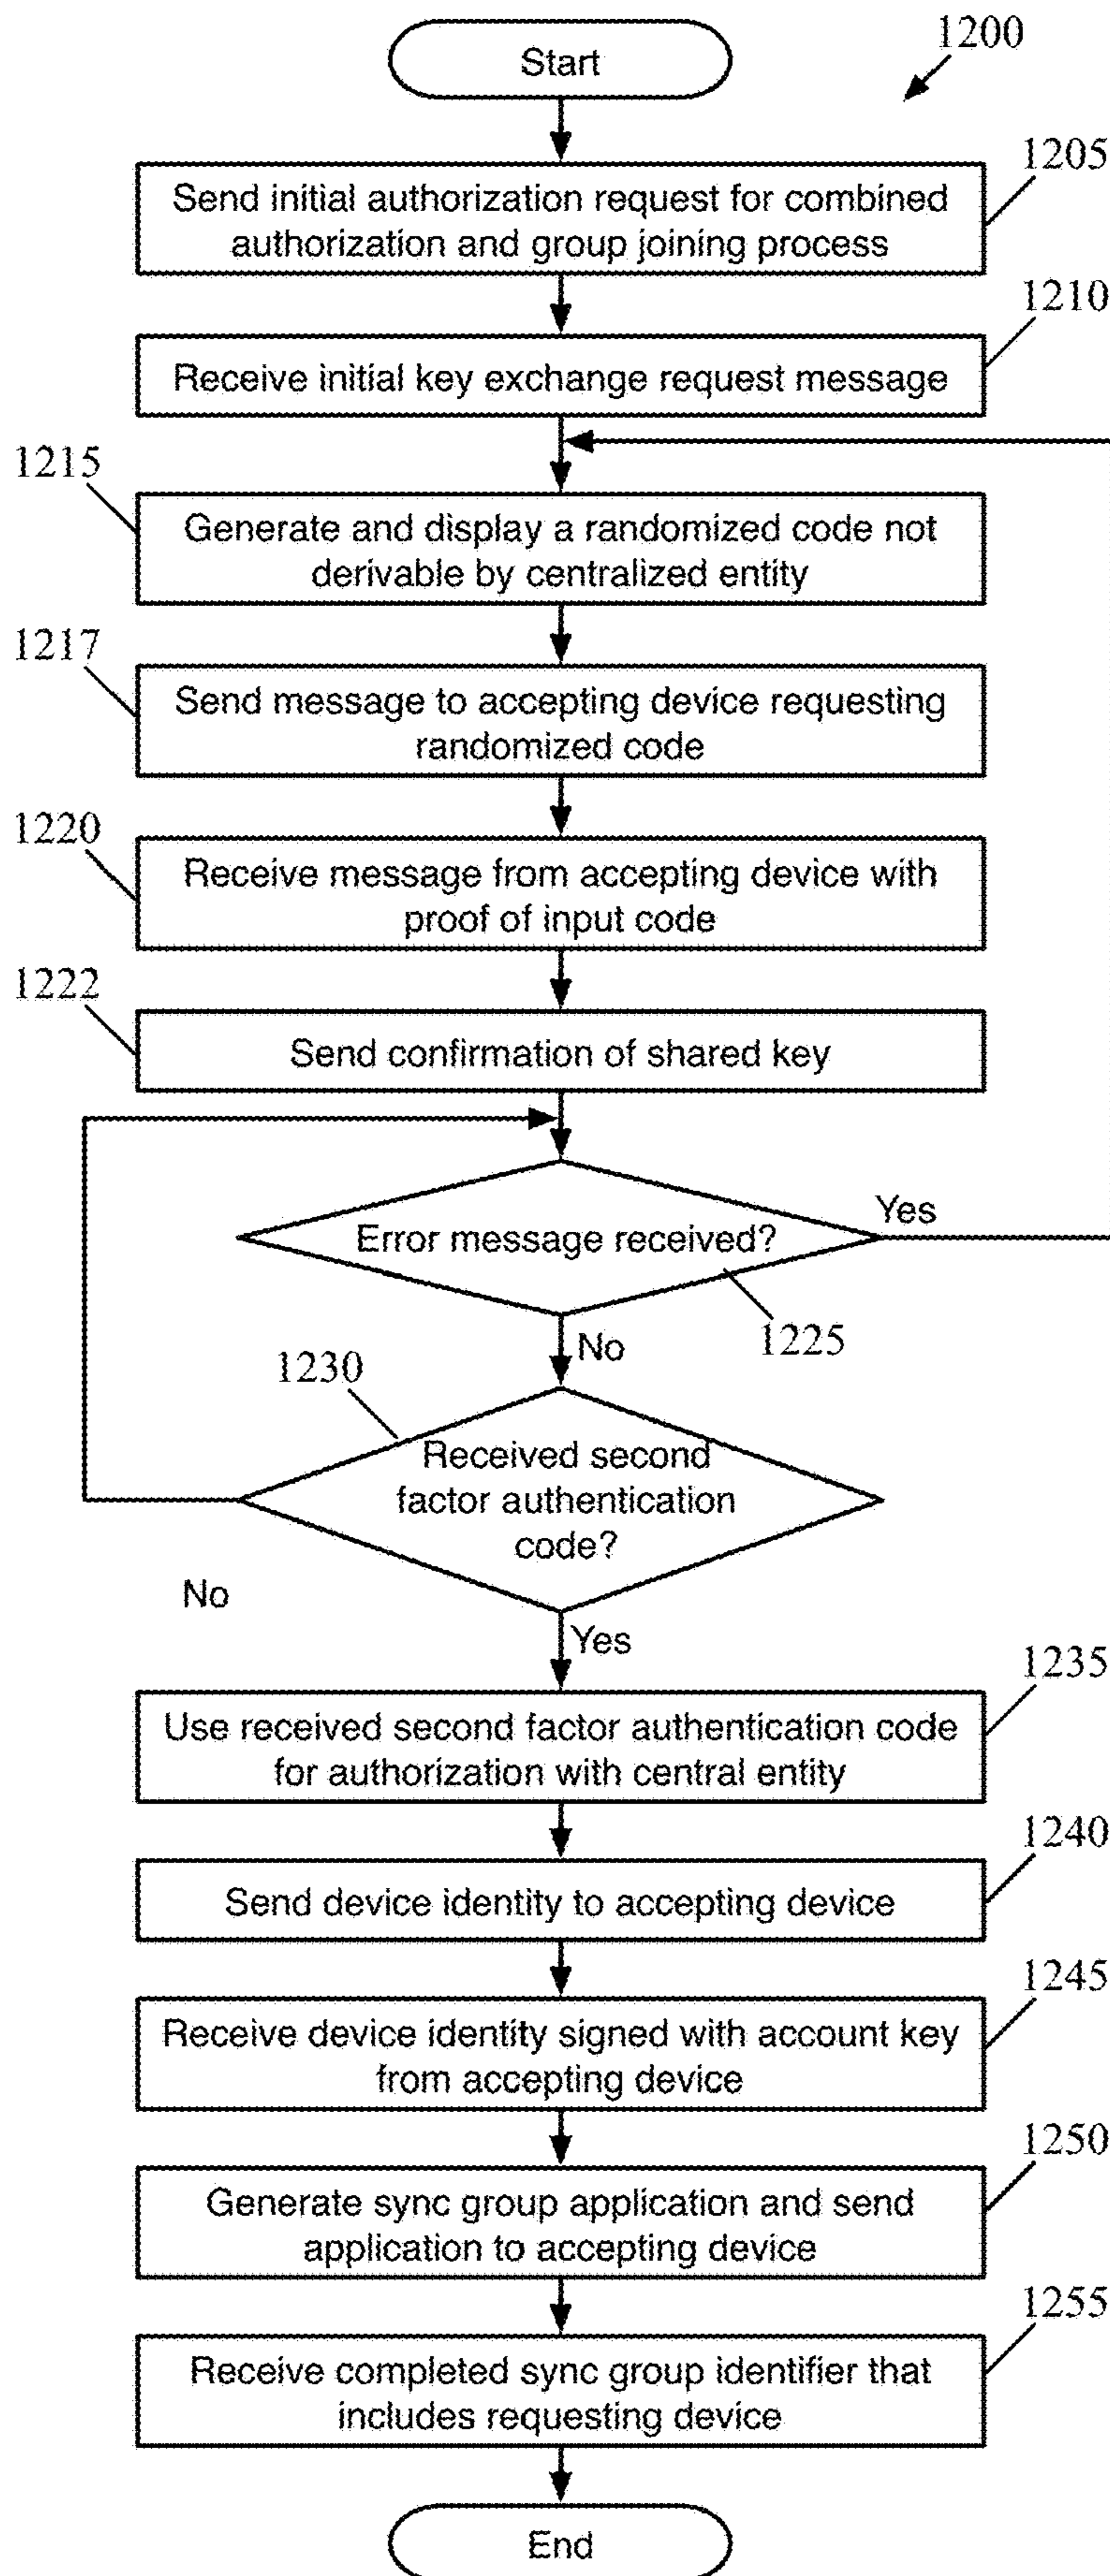 Start
1200
1205
Send initial authorization request for combined
authorization and group joining process
1210
Receive initial key exchange request message
1215
Generate and display a randomized code not
derivable by centralized entity
1217
Send message to accepting device requesting
randomized code
1220
Receive message from accepting device with
proof of input code
1222
Send confirmation of shared key
Yes
Error message received?
1225
No
1230
Received second
factor authentication
code?
No
Yes
1235
Use received second factor authentication code
for authorization with central entity
1240
Send device identity to accepting device
1245
Receive device identity signed with account key
from accepting device
1250
Generate sync group application and send
application to accepting device
1255
Receive completed sync group identifier that
includes requesting device
End